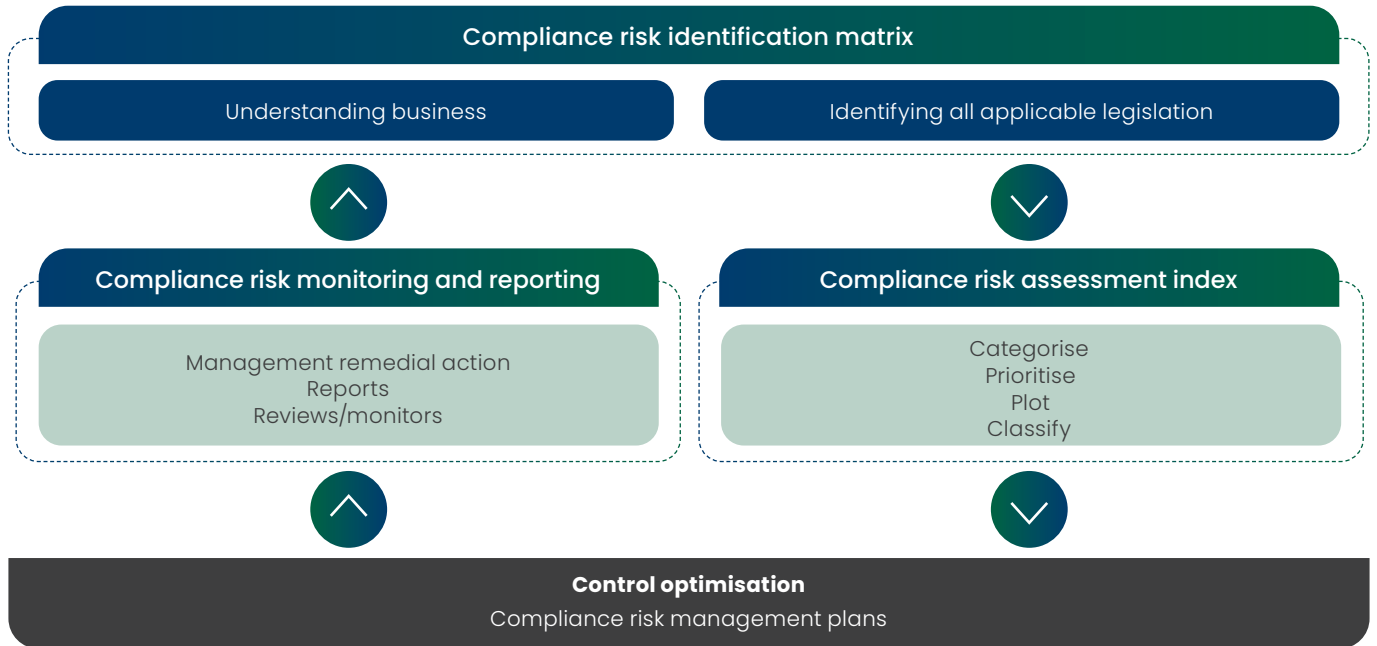 Compliance risk identification matrix
Understanding business
Identifying all applicable legislation
Compliance risk monitoring and reporting
Management remedial action
Reports
Reviews/monitors
Compliance risk assessment index
Categorise
Prioritise
Plot
Classify
Control optimisation
Compliance risk management plans